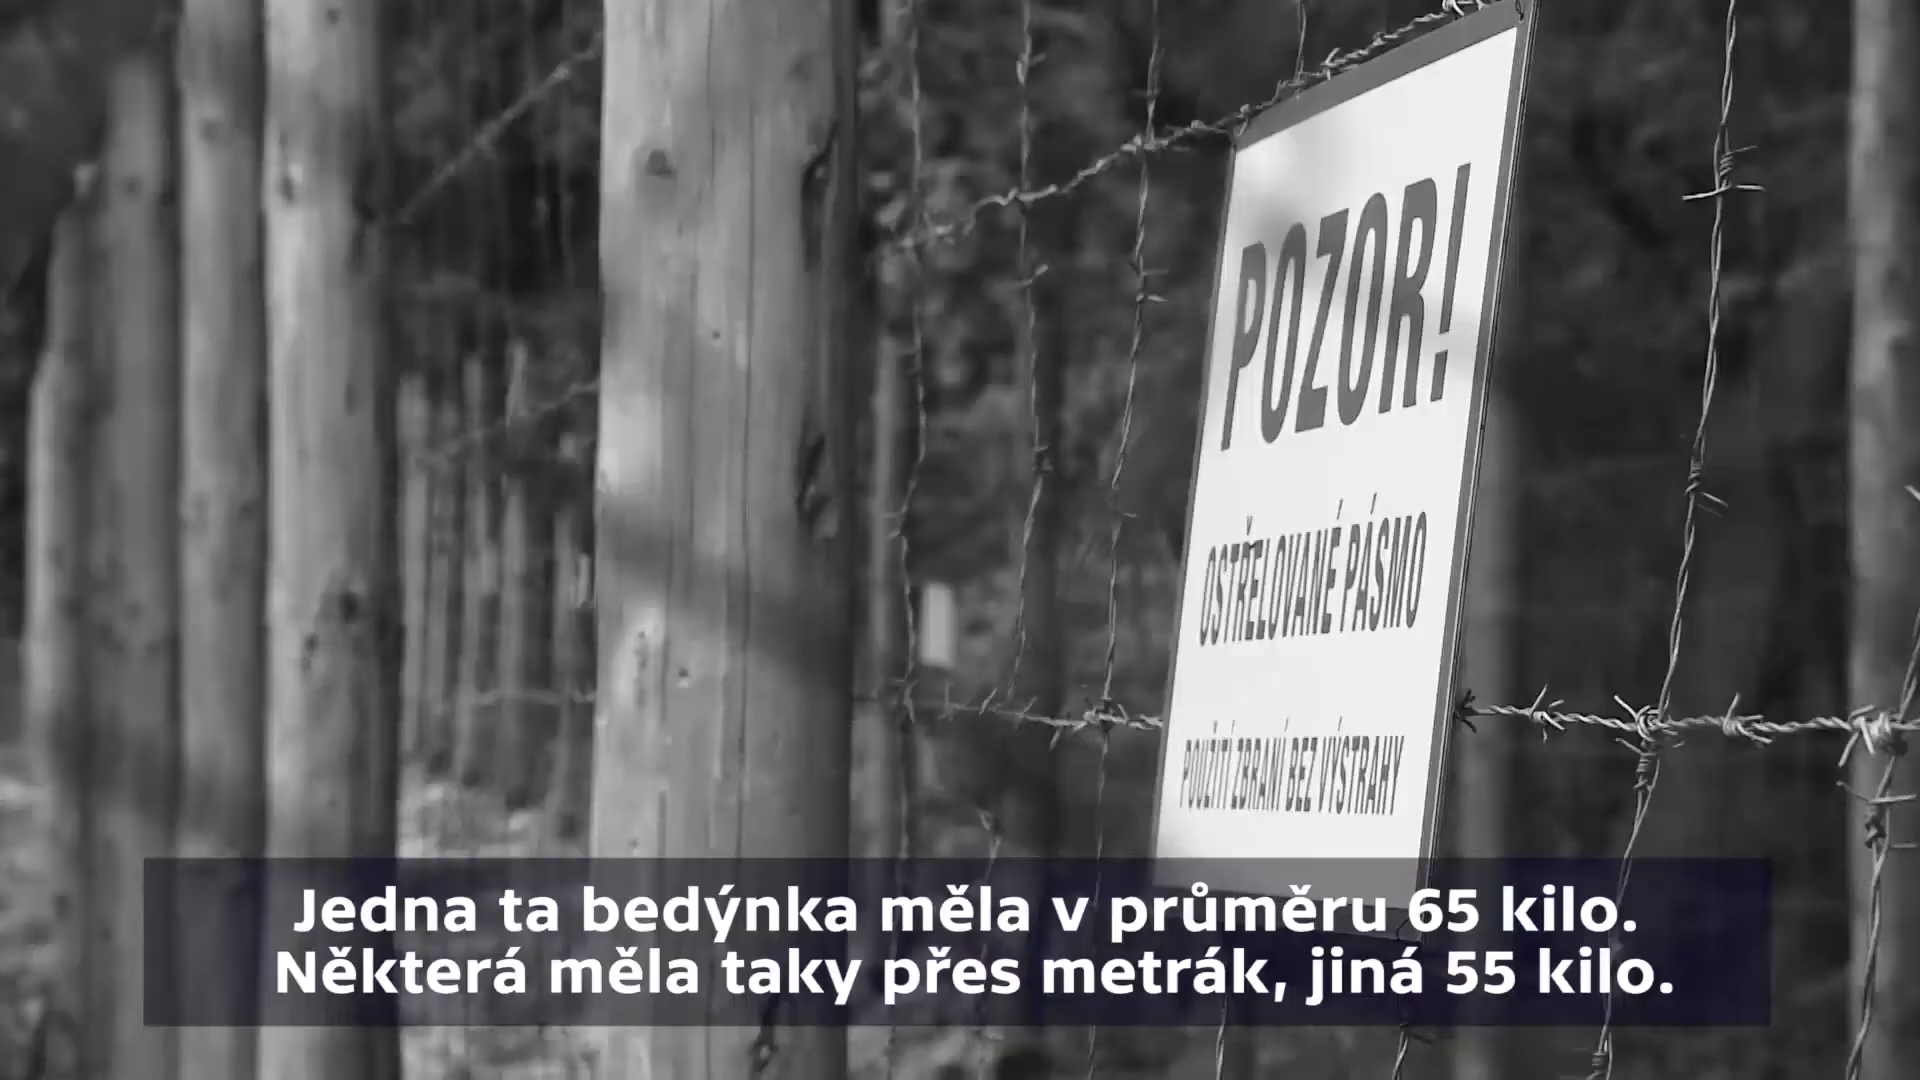 POZOR!
OSTŘELOVANÉ PÁSMO
POUŽITÍ ZBRANÍ BEZ VÝSTRAHY
Jedna ta bedýnka měla v průměru 65 kilo.
Některá měla taky přes metrák, jiná 55 kilo.